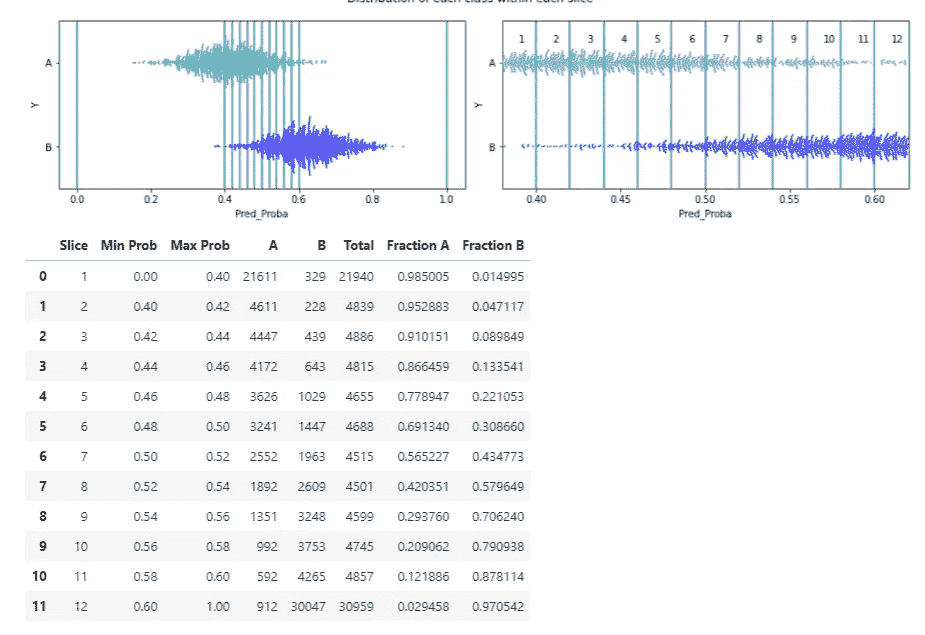 Distribution of each class within each slice
A
B
Y
0.0 0.2 0.4 0.6 0.8 1.0
Pred_Proba
1 2 3 4 5 6 7 8 9 10 11 12
A
B
Y
0.40 0.45 0.50 0.55 0.60
Pred_Proba
Slice Min Prob Max Prob A B Total Fraction A Fraction B
0 1 0.00 0.40 21611 329 21940 0.985005 0.014995
1 2 0.40 0.42 4611 228 4839 0.952883 0.047117
2 3 0.42 0.44 4447 439 4886 0.910151 0.089849
3 4 0.44 0.46 4172 643 4815 0.866459 0.133541
4 5 0.46 0.48 3626 1029 4655 0.778947 0.221053
5 6 0.48 0.50 3241 1447 4688 0.691340 0.308660
6 7 0.50 0.52 2552 1963 4515 0.565227 0.434773
7 8 0.52 0.54 1892 2609 4501 0.420351 0.579649
8 9 0.54 0.56 1351 3248 4599 0.293760 0.706240
9 10 0.56 0.58 992 3753 4745 0.209062 0.790938
10 11 0.58 0.60 592 4265 4857 0.121886 0.878114
11 12 0.60 1.00 912 30047 30959 0.029458 0.970542